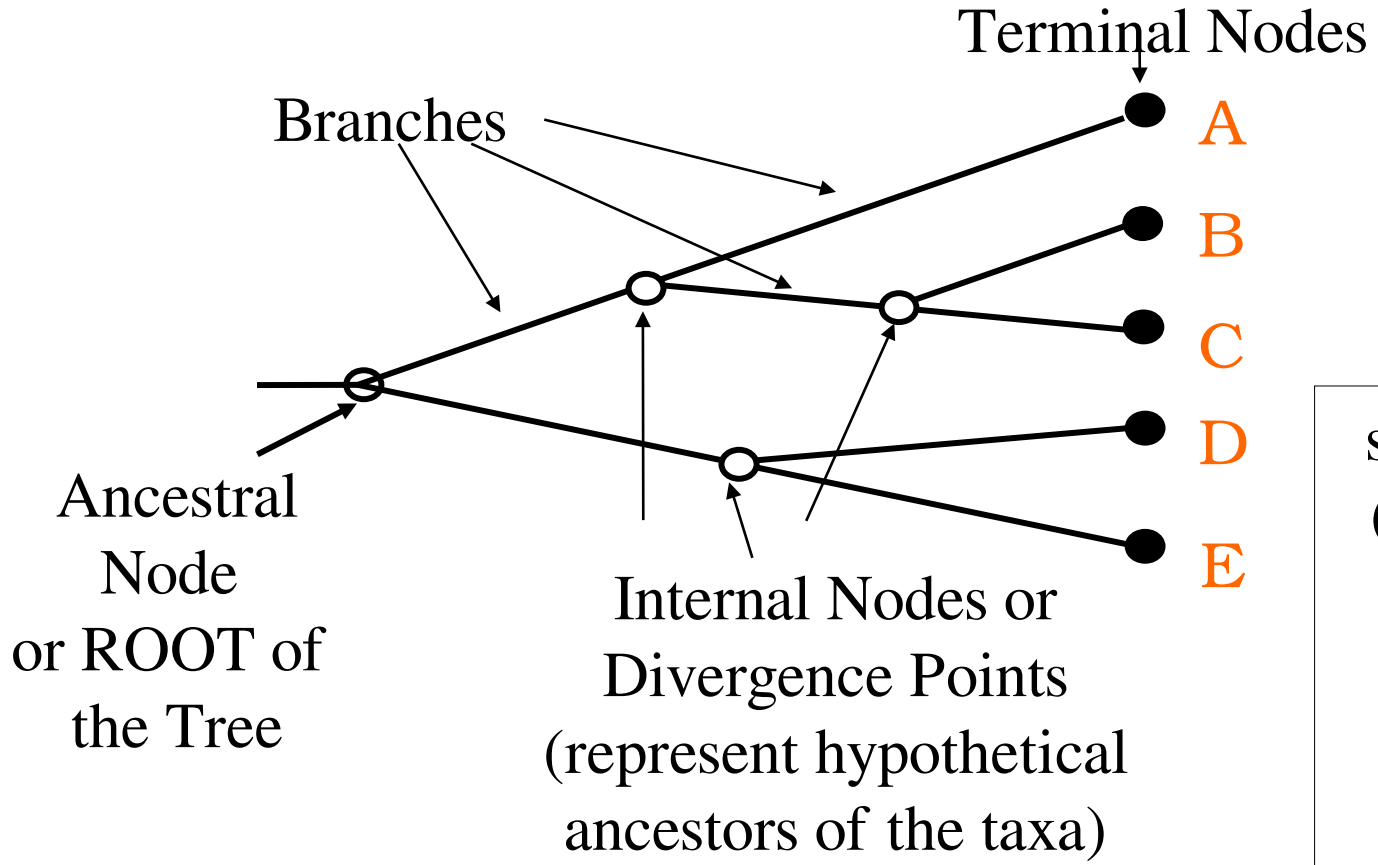 Terminal Nodes
Branches
A
B
C
D
E
Ancestral
Node
or ROOT of
the Tree
Internal Nodes or
Divergence Points
(represent hypothetical
ancestors of the taxa)